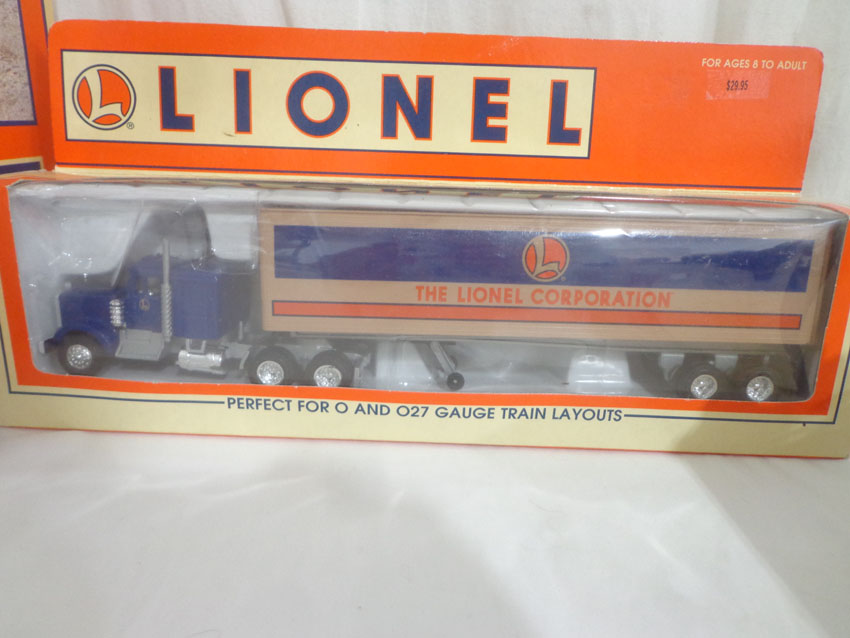 L LIONEL
®
FOR AGES 8 TO ADULT
$29.95
L
THE LIONEL CORPORATION
PERFECT FOR O AND O27 GAUGE TRAIN LAYOUTS